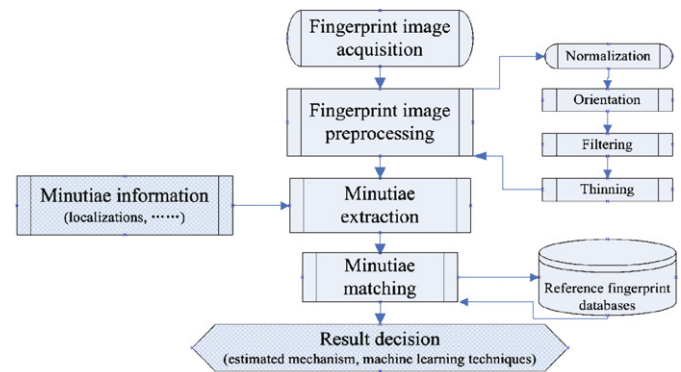 Fingerprint image
acquisition
Fingerprint image
preprocessing
Normalization
Orientation
Filtering
Thinning
Minutiae information
(localizations, ……)
Minutiae
extraction
Minutiae
matching
Reference fingerprint
databases
Result decision
(estimated mechanism, machine learning techniques)